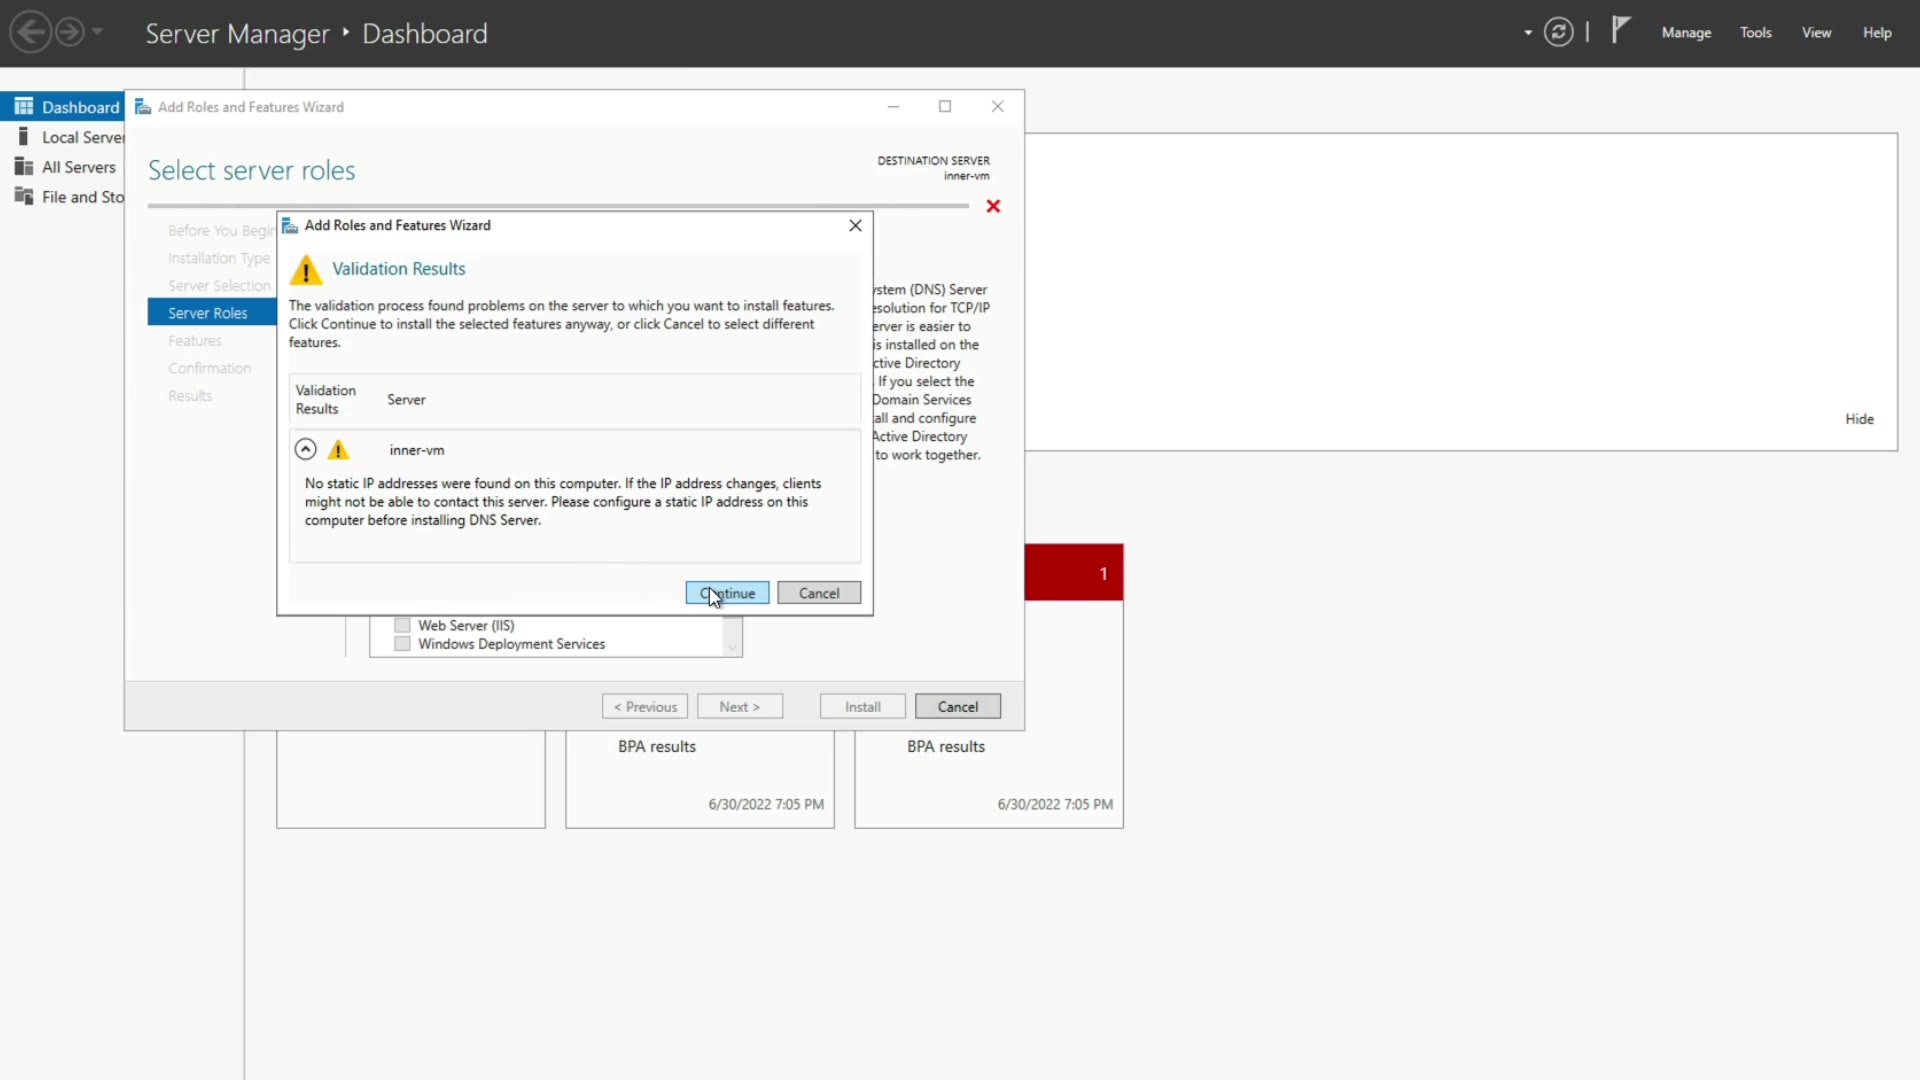 Server Manager ‣ Dashboard
Manage
Tools
View
Help
Dashboard
Local Server
All Servers
File and Sto
Add Roles and Features Wizard
Select server roles
DESTINATION SERVER
inner-vm
Before You Begin
Installation Type
Server Selection
Server Roles
Features
Confirmation
Results
Add Roles and Features Wizard
Validation Results
The validation process found problems on the server to which you want to install features.
Click Continue to install the selected features anyway, or click Cancel to select different
features.
Validation
Results
Server
inner-vm
No static IP addresses were found on this computer. If the IP address changes, clients
might not be able to contact this server. Please configure a static IP address on this
computer before installing DNS Server.
Continue
Cancel
ystem (DNS) Server
esolution for TCP/IP
erver is easier to
is installed on the
ctive Directory
. If you select the
Domain Services
all and configure
Active Directory
to work together.
Web Server (IIS)
Windows Deployment Services
< Previous
Next >
Install
Cancel
Hide
1
BPA results
6/30/2022 7:05 PM
BPA results
6/30/2022 7:05 PM